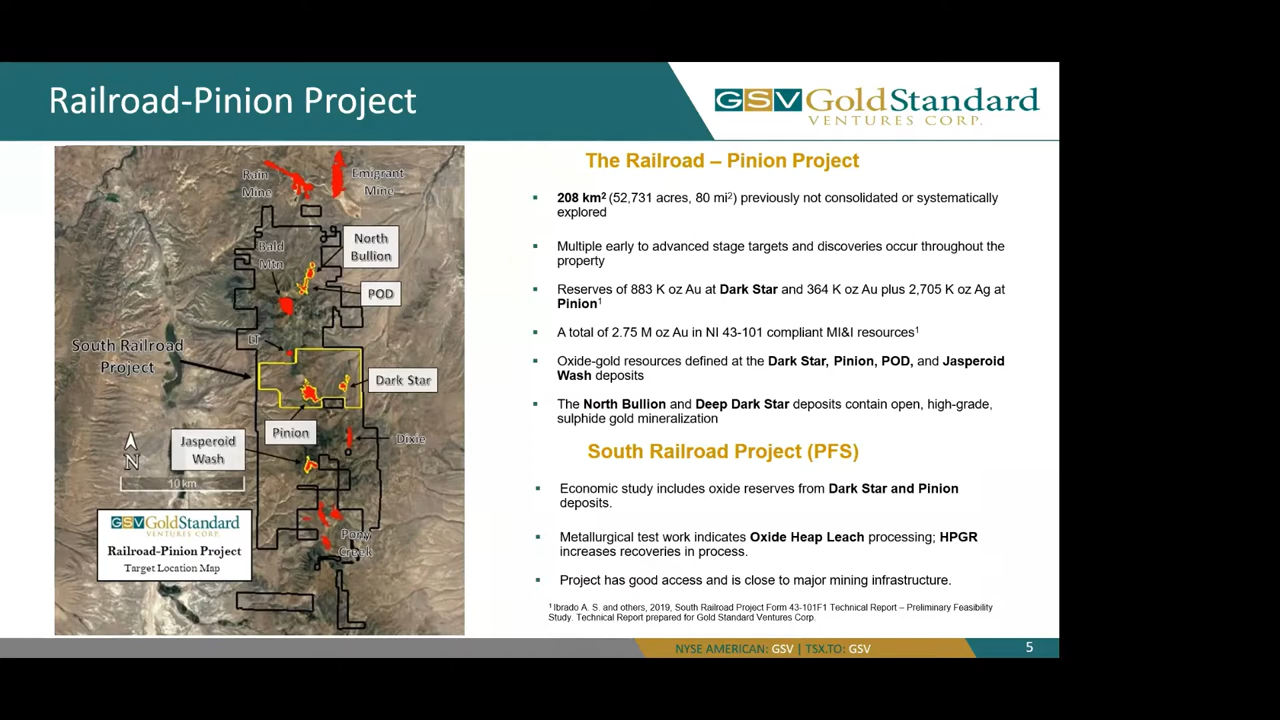 Railroad-Pinion Project
GSV GoldStandard
VENTURES CORP.
Rain
Mine
Emigrant
Mine
Bald
Mtn
North
Bullion
POD
LT
South Railroad
Project
Dark Star
Pinion
Jasperoid
Wash
Dixie
N
10 km
Pony
Creek
GSV GoldStandard
VENTURES CORP.
Railroad-Pinion Project
Target Location Map
The Railroad – Pinion Project
▪ 208 km² (52,731 acres, 80 mi²) previously not consolidated or systematically
explored
▪ Multiple early to advanced stage targets and discoveries occur throughout the
property
▪ Reserves of 883 K oz Au at Dark Star and 364 K oz Au plus 2,705 K oz Ag at
Pinion¹
▪ A total of 2.75 M oz Au in NI 43-101 compliant MI&I resources¹
▪ Oxide-gold resources defined at the Dark Star, Pinion, POD, and Jasperoid
Wash deposits
▪ The North Bullion and Deep Dark Star deposits contain open, high-grade,
sulphide gold mineralization
South Railroad Project (PFS)
▪ Economic study includes oxide reserves from Dark Star and Pinion
deposits.
▪ Metallurgical test work indicates Oxide Heap Leach processing; HPGR
increases recoveries in process.
▪ Project has good access and is close to major mining infrastructure.
¹ Ibrado A. S. and others, 2019, South Railroad Project Form 43-101F1 Technical Report – Preliminary Feasibility
Study. Technical Report prepared for Gold Standard Ventures Corp.
NYSE AMERICAN: GSV | TSX.TO: GSV
5